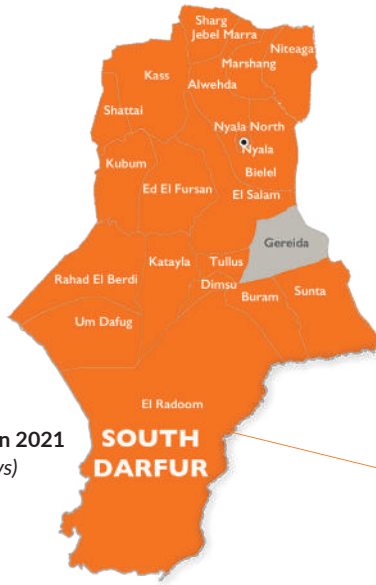 Sharg
Jebel Marra
Niteaga
Marshang
Kass
Alwehda
Shattai
Nyala North
Nyala
Kubum
Bielel
Ed El Fursan
El Salam
Gereida
Katayla
Tullus
Rahad El Berdi
Dimsu
Buram
Sunta
Um Dafug
El Radoom
n 2021
SOUTH
DARFUR